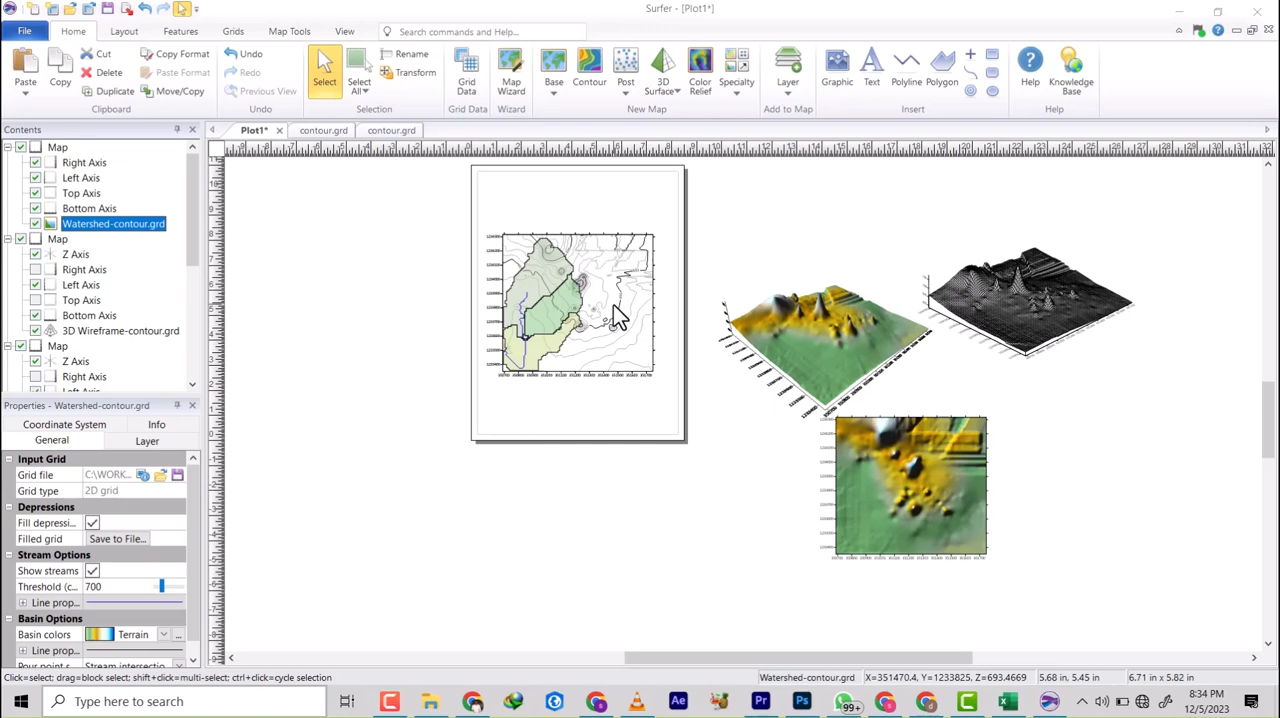 Surfer - [Plot1*]
File Home Layout Features Grids Map Tools View Search commands and Help...
Paste Copy Cut Delete Duplicate Copy Format Paste Format Move/Copy
Clipboard
Undo Redo Previous View
Undo
Select Select All Rename Transform
Selection
Grid Data
Grid Data
Map Wizard
Wizard
Base Contour Post 3D Surface Color Relief Specialty
New Map
Layer
Add to Map
Graphic Text Polyline Polygon
Insert
Help Knowledge Base
Help
Contents
Plot1* contour.grd contour.grd
Map
Right Axis
Left Axis
Top Axis
Bottom Axis
Watershed-contour.grd
Map
Z Axis
Right Axis
Left Axis
Top Axis
Bottom Axis
3D Wireframe-contour.grd
Map
Z Axis
Right Axis
Properties - Watershed-contour.grd
Coordinate System Info
General Layer
Input Grid
Grid file C:\WORK...
Grid type 2D grid
Depressions
Fill depressi...
Filled grid Save to File...
Stream Options
Show streams
Threshold (c... 700
Line prop...
Basin Options
Basin colors Terrain ...
Line prop...
Click=select; drag=block select; shift+click=multi-select; ctrl+click=cycle selection
Watershed-contour.grd X=351470.4, Y=1233825, Z=693.4669 5.68 in, 5.45 in 6.71 in x 5.82 in
Type here to search
Ae Pr Ps 99+
8:34 PM
12/5/2023